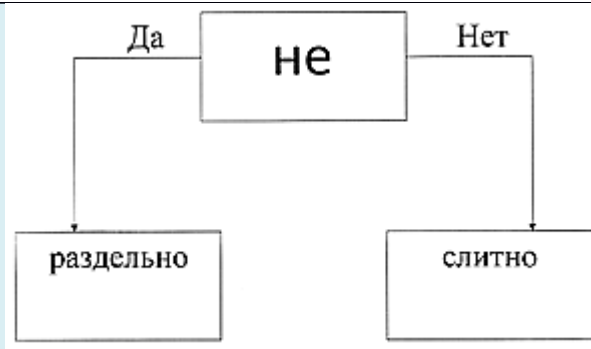 Да
не
Нет
раздельно
слитно